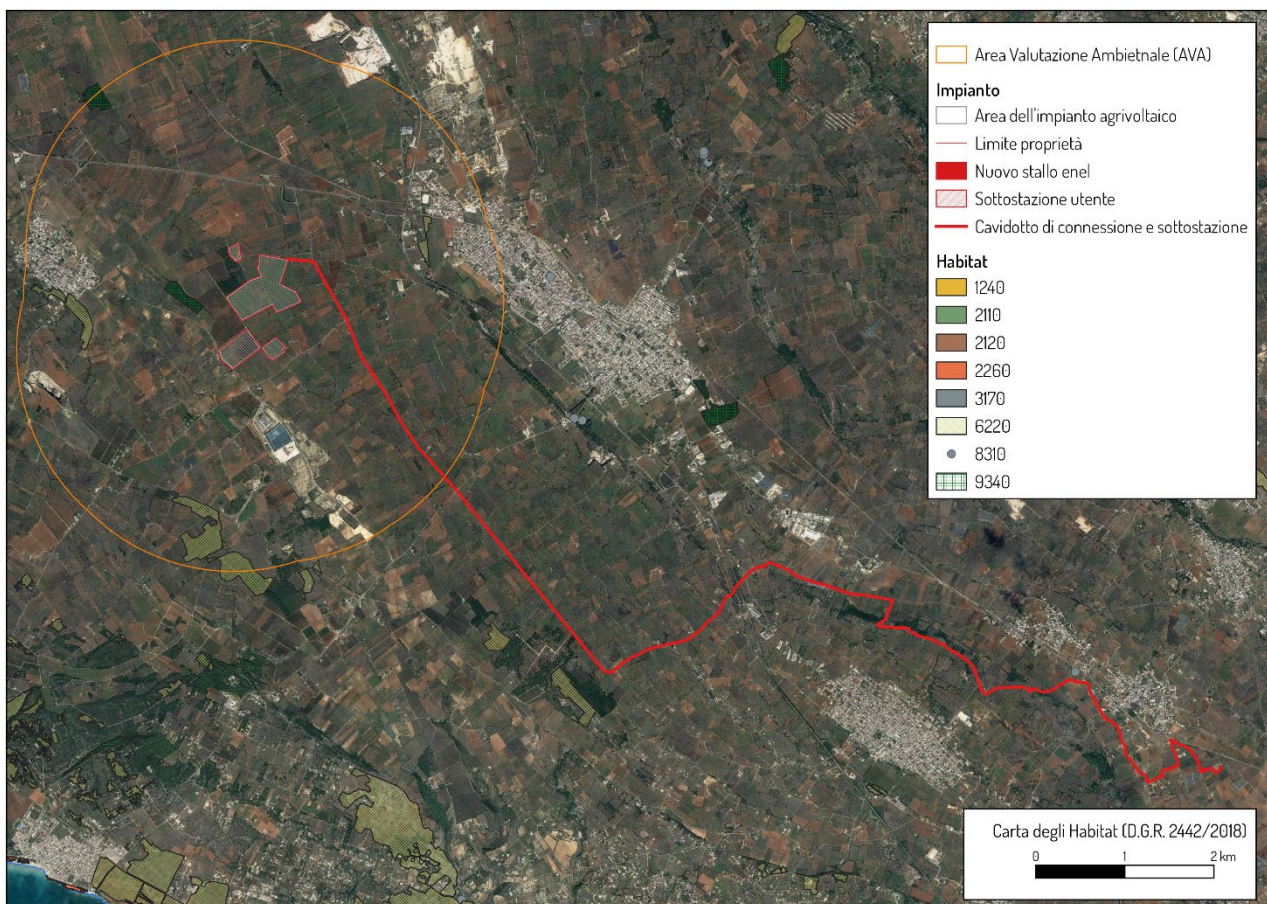 Area Valutazione Ambietnale (AVA)
Impianto
Area dell'impianto agrivoltaico
Limite proprietà
Nuovo stallo enel
Sottostazione utente
Cavidotto di connessione e sottostazione
Habitat
1240
2110
2120
2260
3170
6220
8310
9340
Carta degli Habitat (D.G.R. 2442/2018)
0 1 2 km